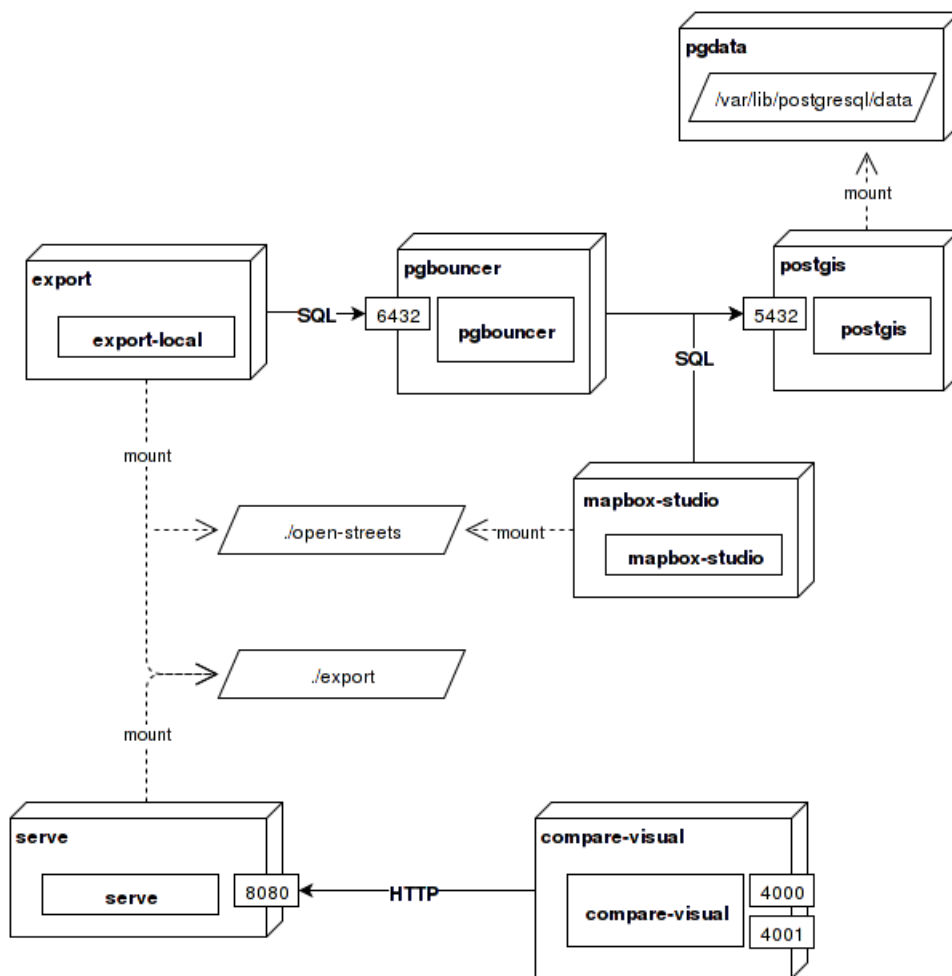 pgdata
/var/lib/postgresql/data
mount
export
export-local
SQL
pgbouncer
6432
pgbouncer
postgis
5432
postgis
SQL
mount
./open-streets
mount
mapbox-studio
mapbox-studio
./export
mount
serve
serve
8080
HTTP
compare-visual
compare-visual
4000
4001